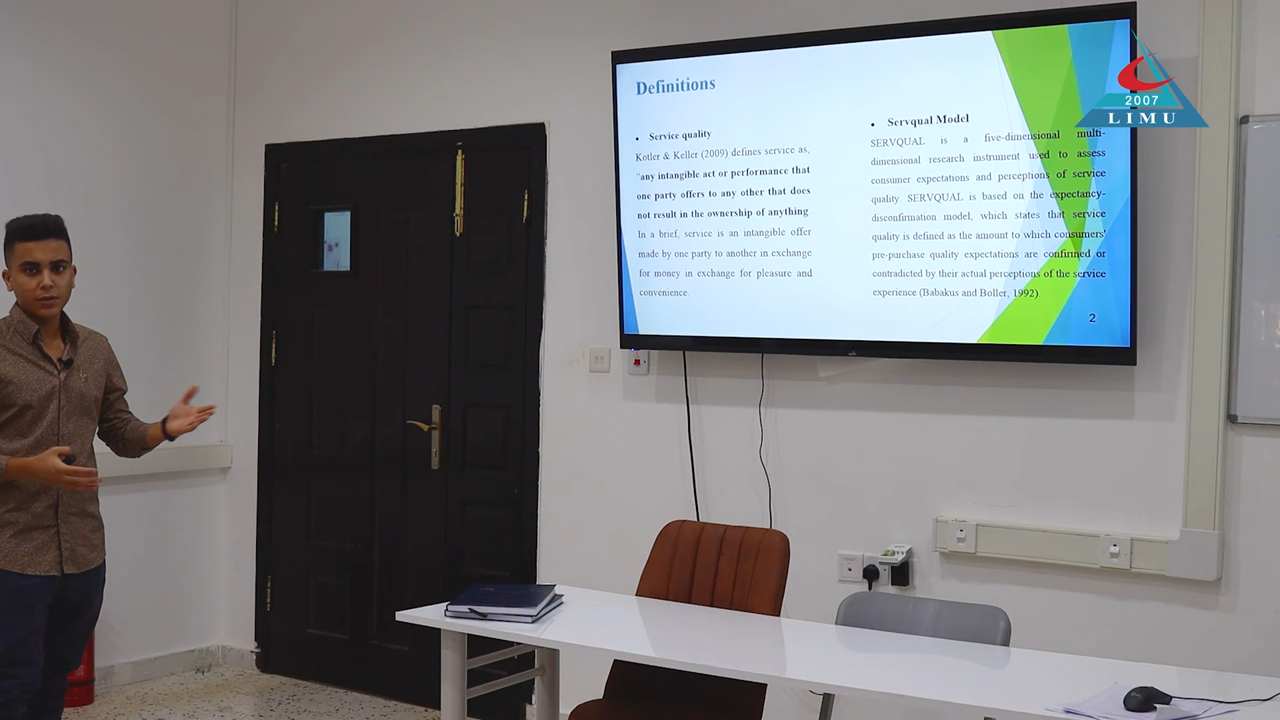 Definitions
• Service quality
Kotler & Keller (2009) defines service as,
"any intangible act or performance that
one party offers to any other that does
not result in the ownership of anything
In a brief, service is an intangible offer
made by one party to another in exchange
for money in exchange for pleasure and
convenience.
• Servqual Model
SERVQUAL is a five-dimensional multi-
dimensional research instrument used to assess
consumer expectations and perceptions of service
quality. SERVQUAL is based on the expectancy-
disconfirmation model, which states that service
quality is defined as the amount to which consumers'
pre-purchase quality expectations are confirmed or
contradicted by their actual perceptions of the service
experience (Babakus and Boller, 1992).
2
2007
LIMU